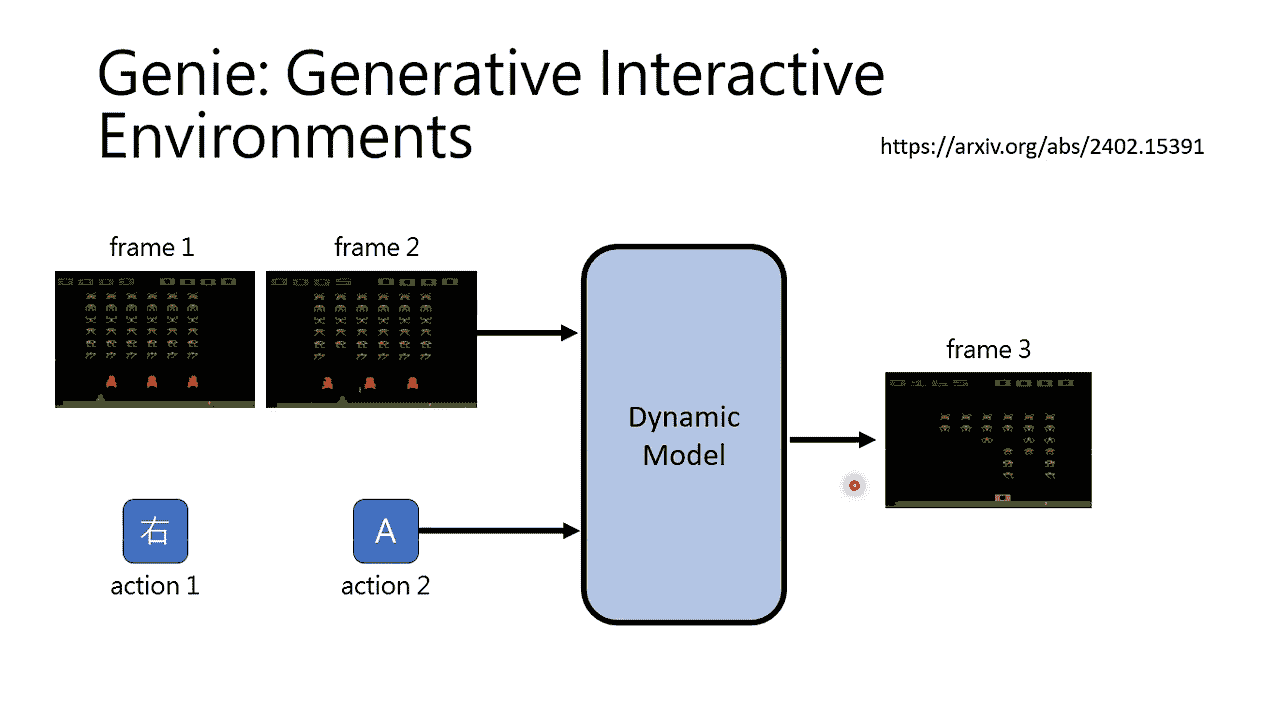 Genie: Generative Interactive
Environments
https://arxiv.org/abs/2402.15391
frame 1
frame 2
frame 3
Dynamic
Model
右
A
action 1
action 2